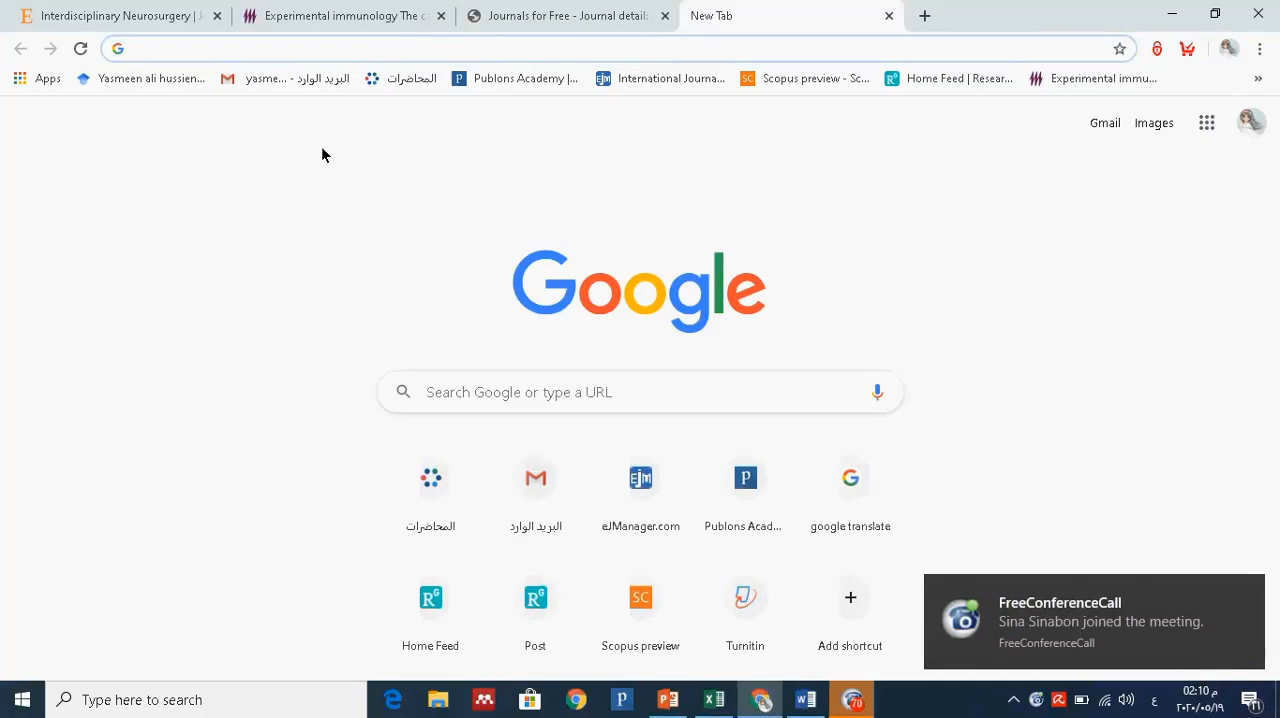 Interdisciplinary Neurosurgery | J
Experimental immunology The c
Journals for Free - Journal detail
New Tab
Apps
Yasmeen ali hussien...
yasme... - البريد الوارد
المحاضرات
Publons Academy |...
International Journa...
Scopus preview - Sc...
Home Feed | Resear...
Experimental immu...
»
Gmail
Images
Google
Search Google or type a URL
المحاضرات
البريد الوارد
eJManager.com
Publons Acad...
google translate
Home Feed
Post
Scopus preview
Turnitin
Add shortcut
FreeConferenceCall
Sina Sinabon joined the meeting.
FreeConferenceCall
Type here to search
70
ع
02:10 م
٢٠٢٠/٠٥/١٩